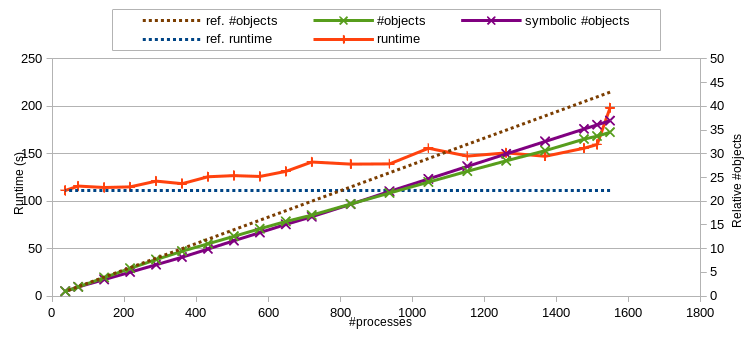 ref. #objects #objects symbolic #objects
ref. runtime runtime
250 50
45
200 40
35
150 30
25
100 20
15
50 10
5
0 0
0 200 400 600 800 1000 1200 1400 1600 1800
#processes
Runtime (s)
Relative #objects